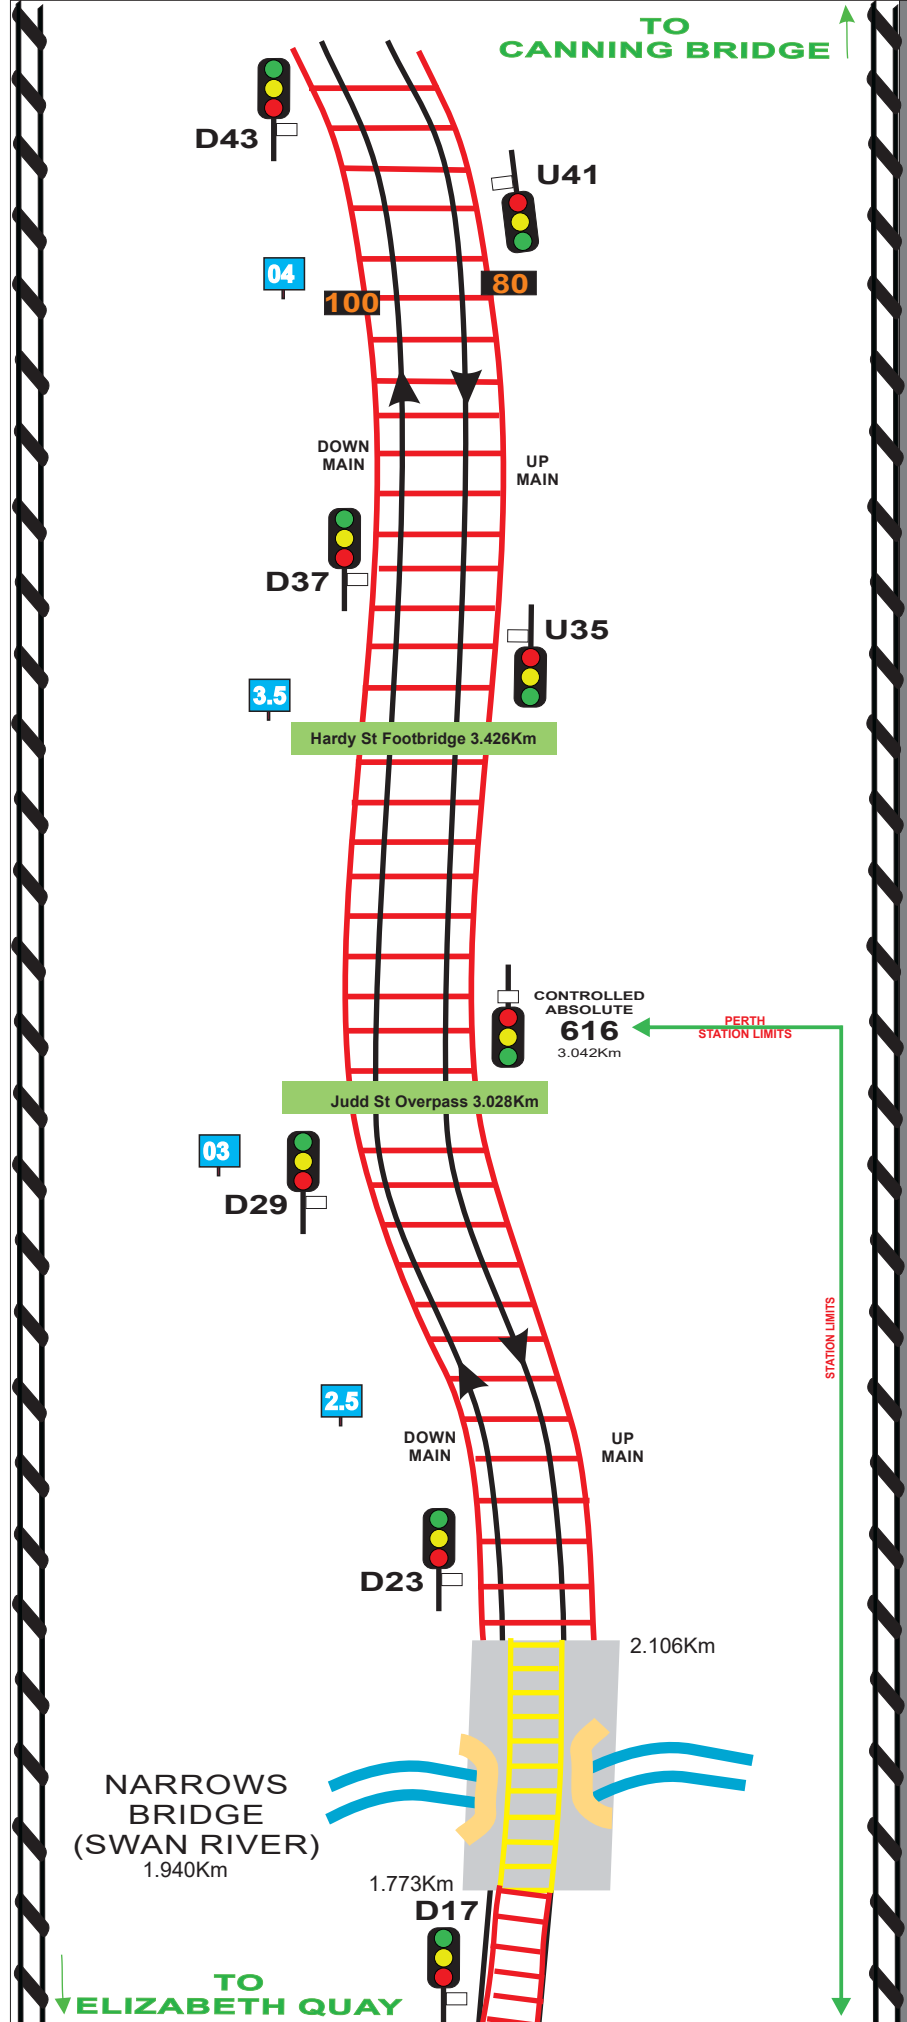 TO
CANNING BRIDGE
D43
U41
04
100
80
DOWN
MAIN
UP
MAIN
D37
U35
3.5
Hardy St Footbridge 3.426Km
CONTROLLED
ABSOLUTE
616
3.042Km
PERTH
STATION LIMITS
Judd St Overpass 3.028Km
03
D29
STATION LIMITS
2.5
DOWN
MAIN
UP
MAIN
D23
2.106Km
NARROWS
BRIDGE
(SWAN RIVER)
1.940Km
1.773Km
D17
TO
ELIZABETH QUAY